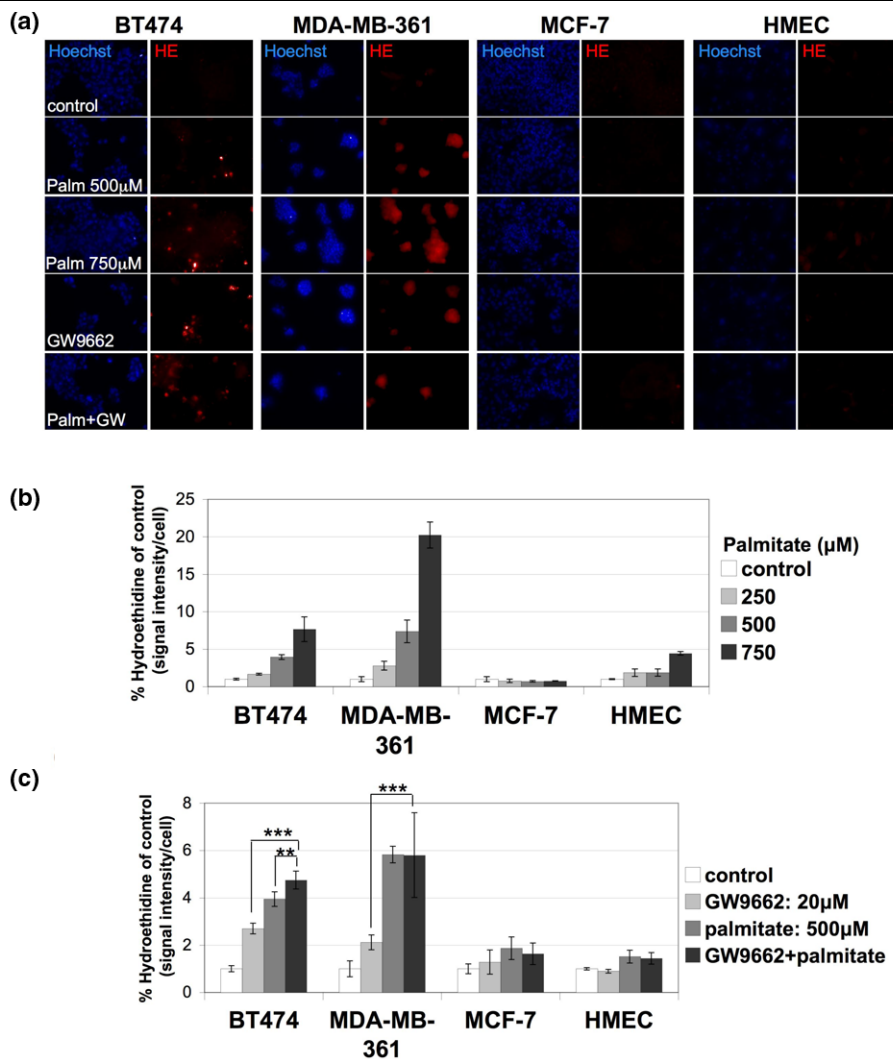 (a)
BT474 MDA-MB-361 MCF-7 HMEC
Hoechst HE Hoechst HE Hoechst HE Hoechst HE
control
Palm 500µM
Palm 750µM
GW9662
Palm+GW
(b)
% Hydroethidine of control
(signal intensity/cell)
25
20
15
10
5
0
BT474 MDA-MB-361 MCF-7 HMEC
Palmitate (µM)
control
250
500
750
(c)
% Hydroethidine of control
(signal intensity/cell)
8
6
4
2
0
***
**
***
BT474 MDA-MB-361 MCF-7 HMEC
control
GW9662: 20µM
palmitate: 500µM
GW9662+palmitate